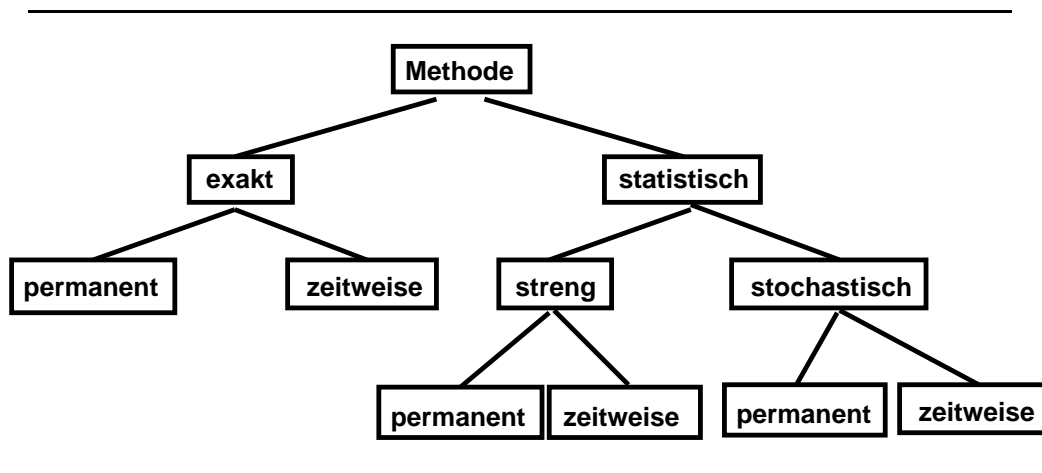 Methode
exakt statistisch
permanent zeitweise streng stochastisch
permanent zeitweise permanent zeitweise